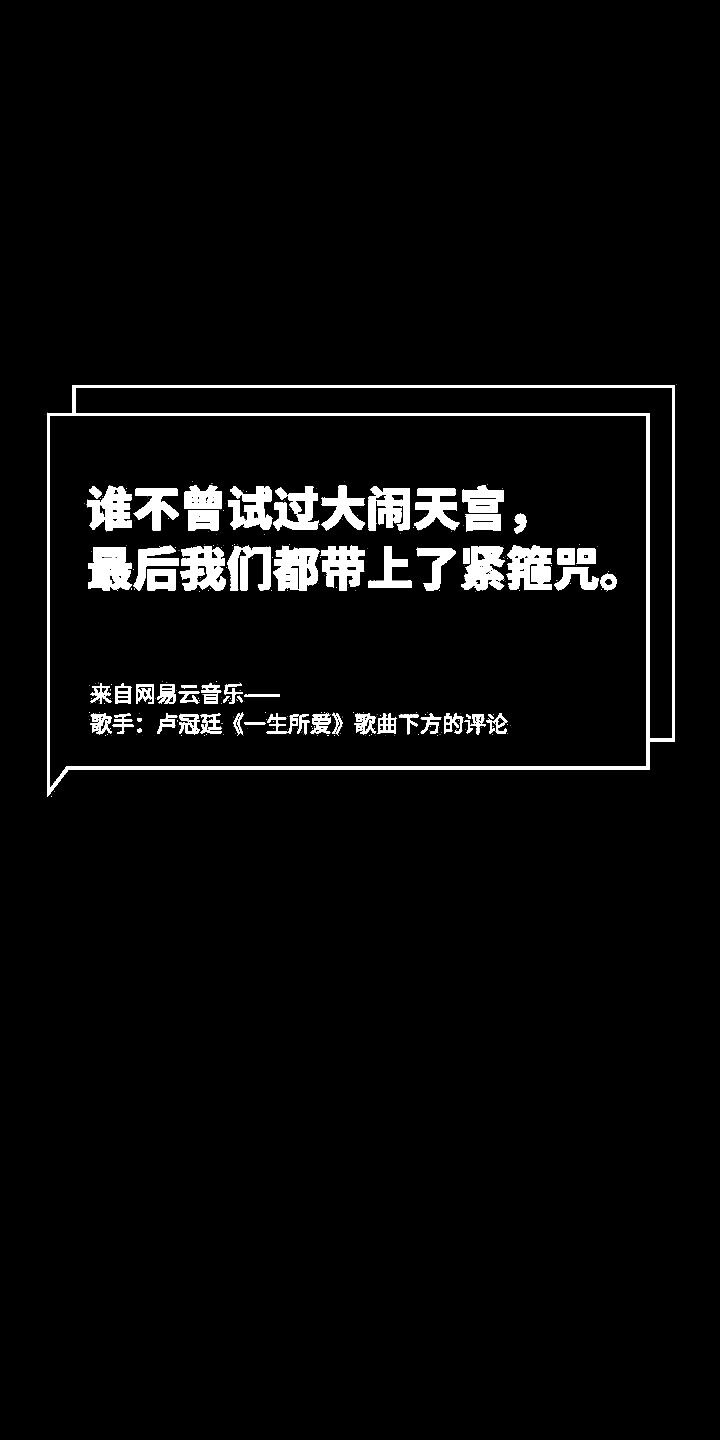 谁不曾试过大闹天宫，
最后我们都带上了紧箍咒。
来自网易云音乐——
歌手：卢冠廷《一生所爱》歌曲下方的评论